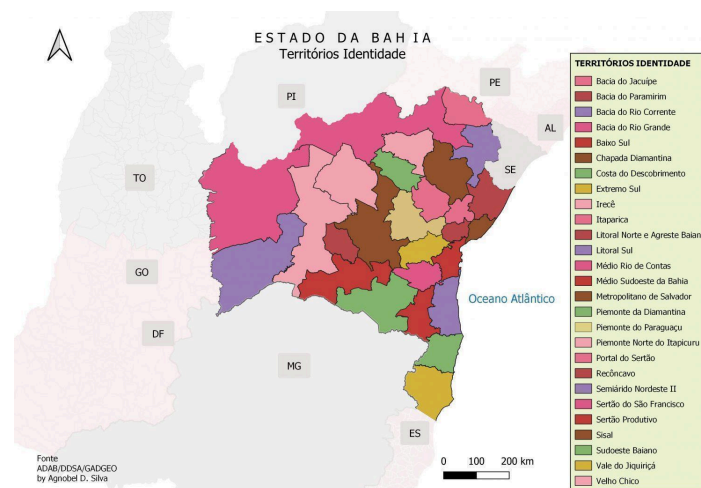 ESTADO DA BAHIA
Territórios Identidade
PI
PE
AL
SE
TO
GO
DF
MG
ES
Oceano Atlântico
Fonte
ADAB/DDSA/GADGEO
by Agnobel D. Silva
0 100 200 km
TERRITÓRIOS IDENTIDADE
Bacia do Jacuípe
Bacia do Paramirim
Bacia do Rio Corrente
Bacia do Rio Grande
Baixo Sul
Chapada Diamantina
Costa do Descobrimento
Extremo Sul
Irecê
Itaparica
Litoral Norte e Agreste Baian
Litoral Sul
Médio Rio de Contas
Médio Sudoeste da Bahia
Metropolitano de Salvador
Piemonte da Diamantina
Piemonte do Paraguaçu
Piemonte Norte do Itapicuru
Portal do Sertão
Recôncavo
Semiárido Nordeste II
Sertão do São Francisco
Sertão Produtivo
Sisal
Sudoeste Baiano
Vale do Jiquiriçá
Velho Chico